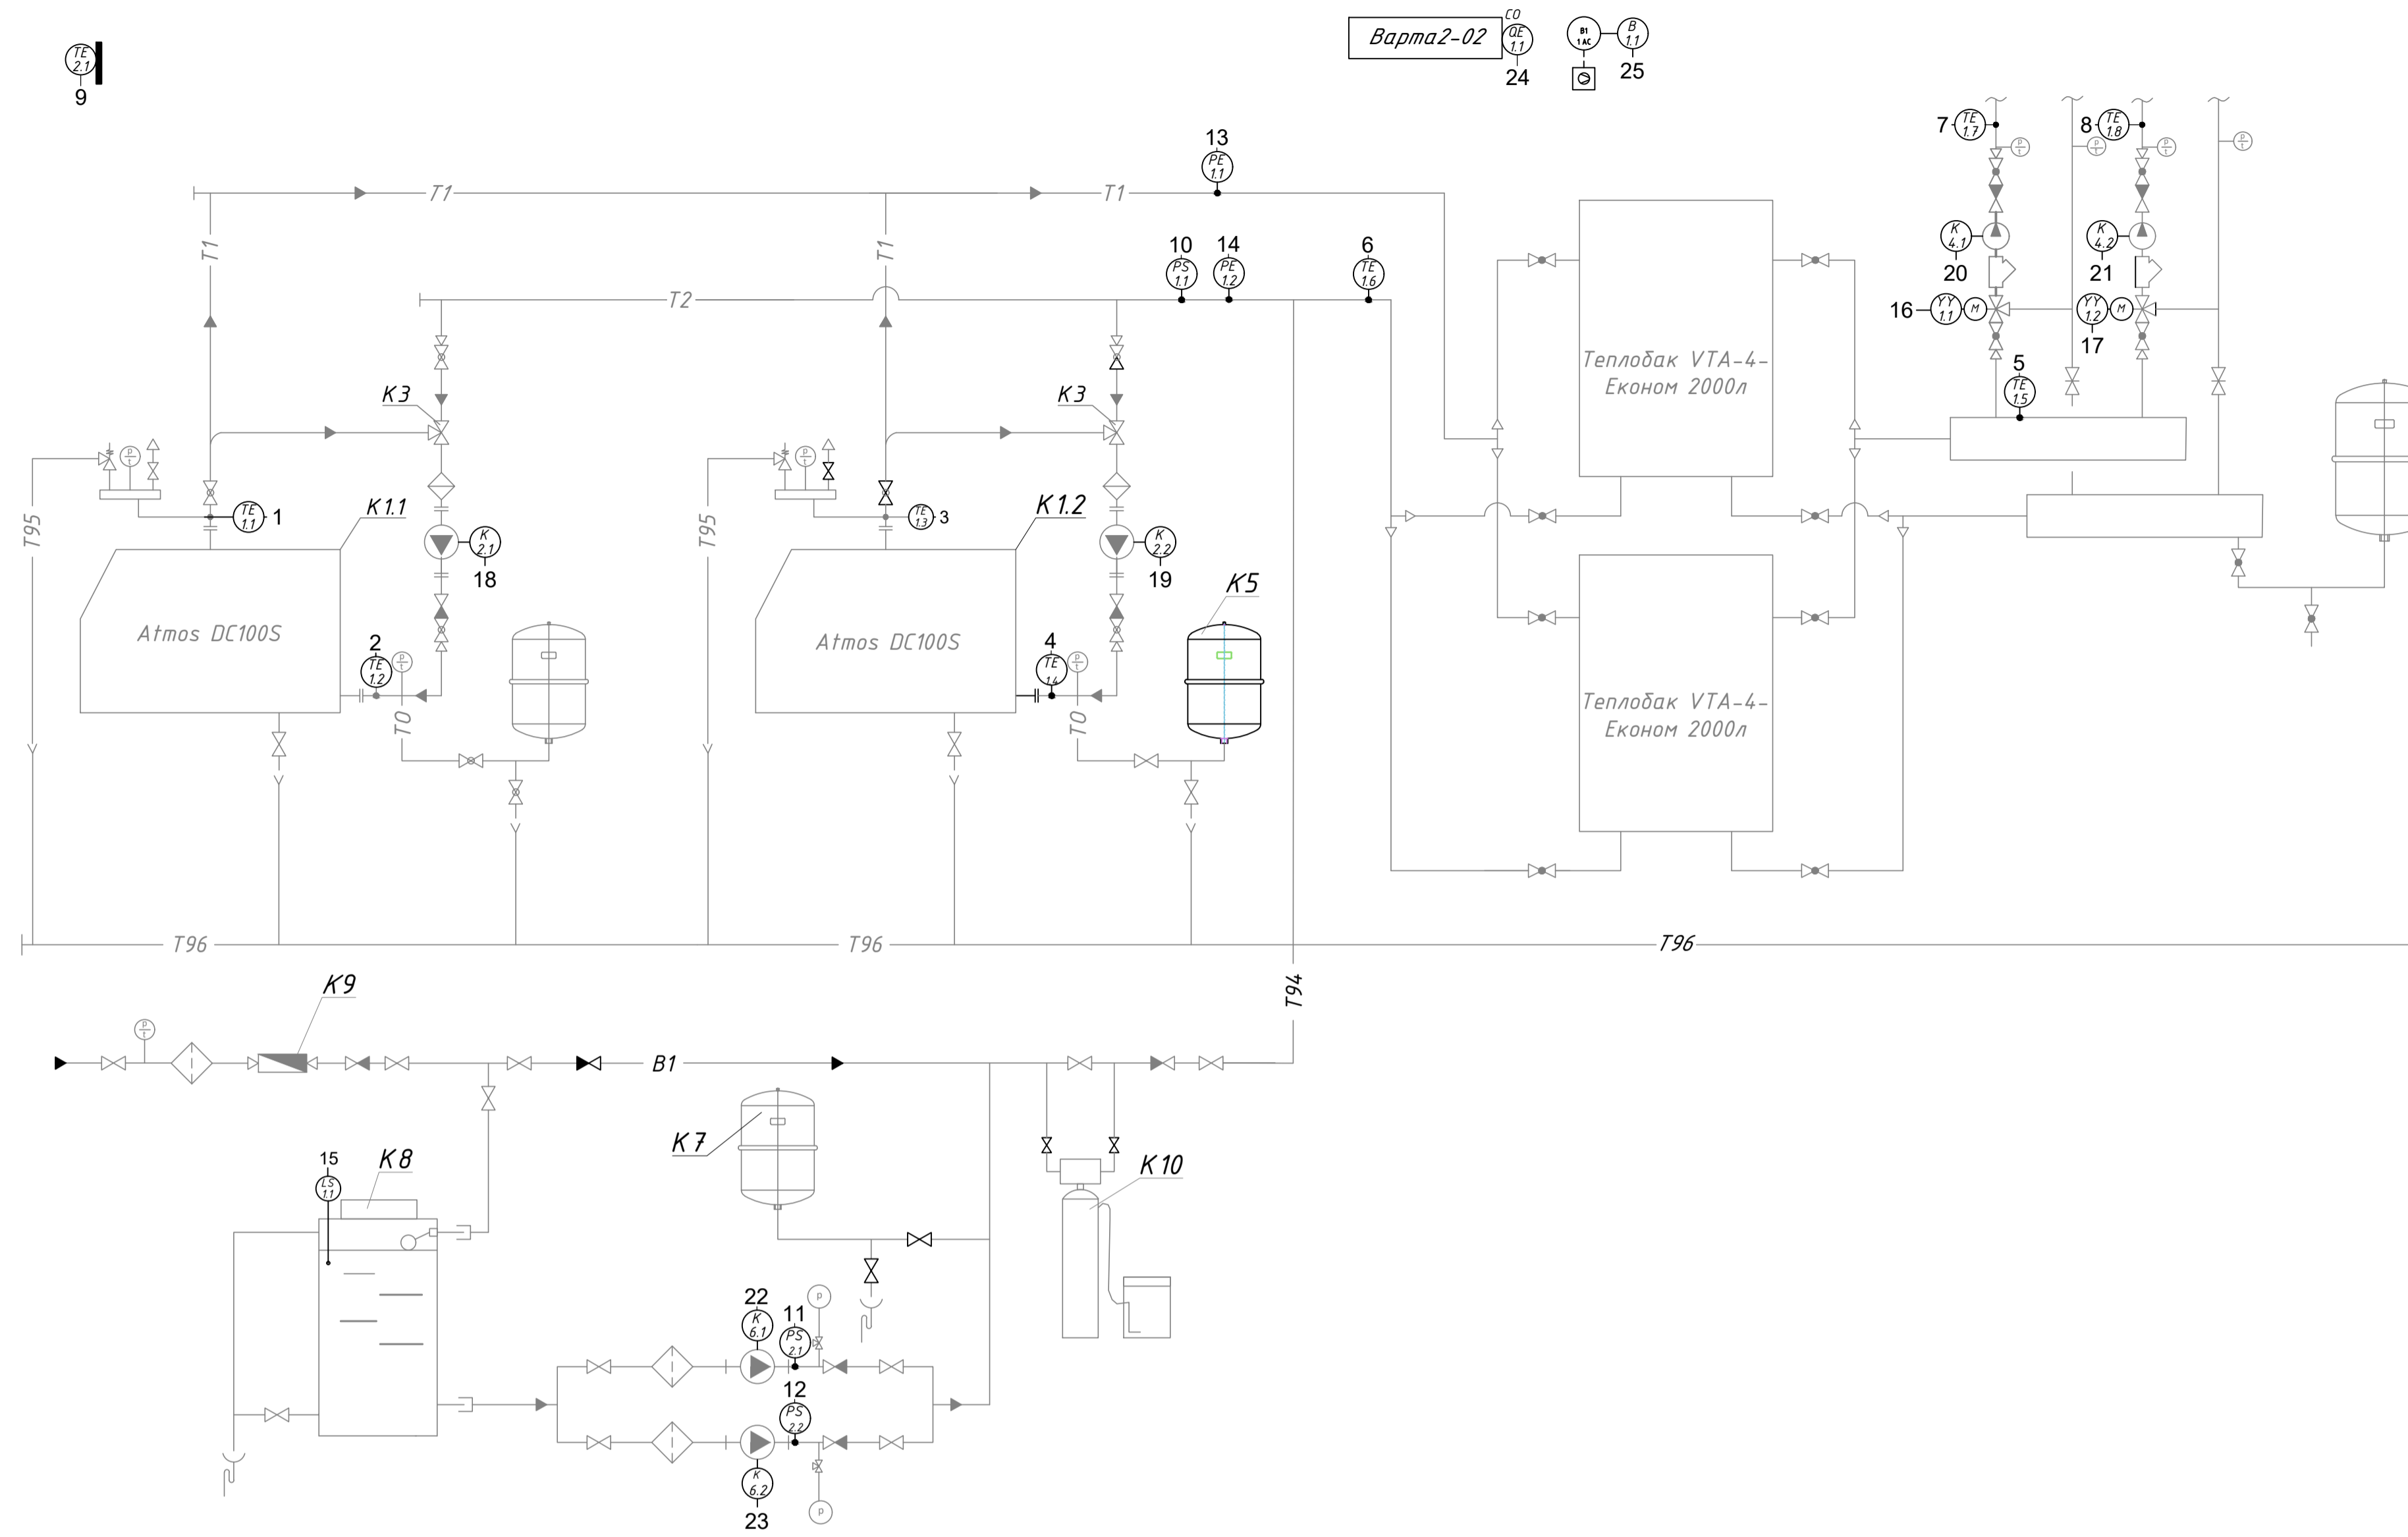 TE
2.1
9
Варта2-02
CO
QE
1.1
24
B1
1 AC
B
1.1
25
7
TE
1.7
8
TE
1.8
P
t
P
t
P
t
P
t
13
PE
1.1
T1
T1
T1
T1
10
PS
1.1
14
PE
1.2
6
TE
1.6
T2
K
4.1
20
K
4.2
21
16
YY
1.1
M
YY
1.2
M
17
5
TE
1.5
Теплобак VTA-4-
Економ 2000л
K3
K3
P
t
P
t
T95
TE
1.1
1
K1.1
T95
TE
1.3
3
K1.2
K
2.1
18
K
2.2
19
K5
Atmos DC100S
Atmos DC100S
2
TE
1.2
P
t
T0
4
TE
1.4
P
t
T0
Теплобак VTA-4-
Економ 2000л
T96
T96
T96
T94
K9
P
t
B1
K7
K8
15
LS
1.1
K10
22
K
6.1
11
PS
2.1
P
12
PS
2.2
K
6.2
23
P